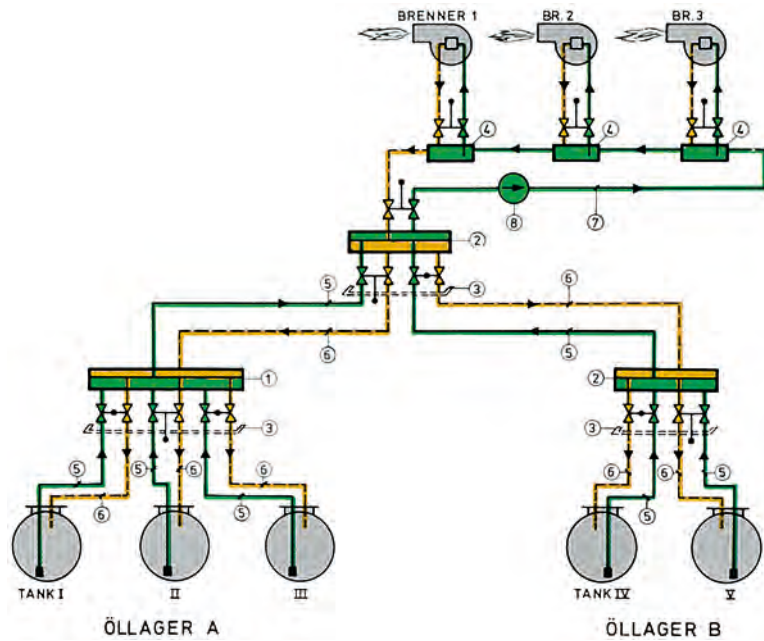 BRENNER 1 BR. 2 BR. 3
4 4 4
8 7
2
5 3 6
6 5
1 2
3 3
5 6 5 6 6 5 6 6 5 5
TANK I II III TANK IV V
ÖLLAGER A ÖLLAGER B